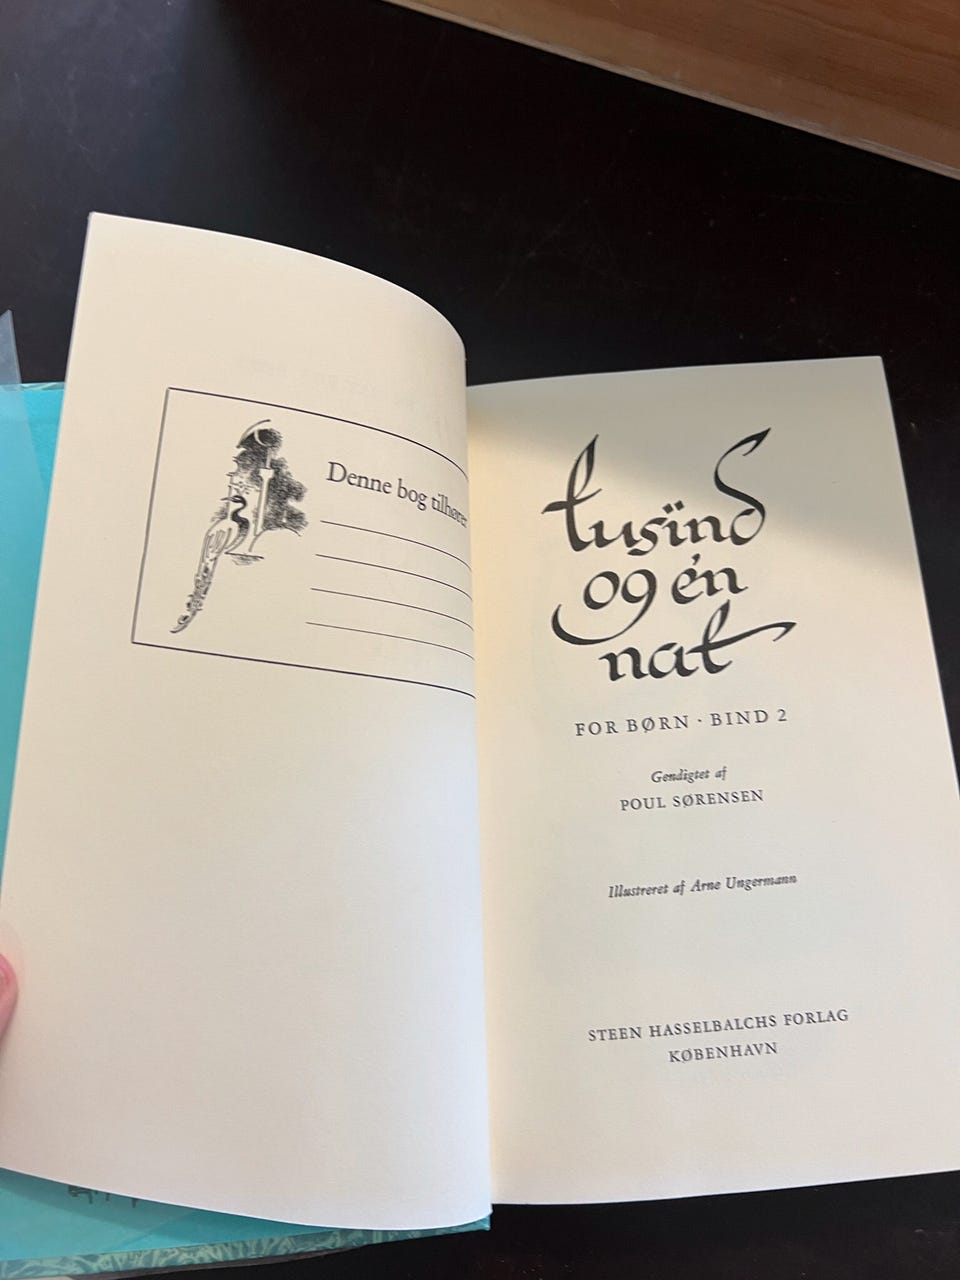 Denne bog tilhører
tusind
og én
nat
FOR BØRN · BIND 2
Gendigtet af
POUL SØRENSEN
Illustreret af Arne Ungermann
STEEN HASSELBALCHS FORLAG
KØBENHAVN